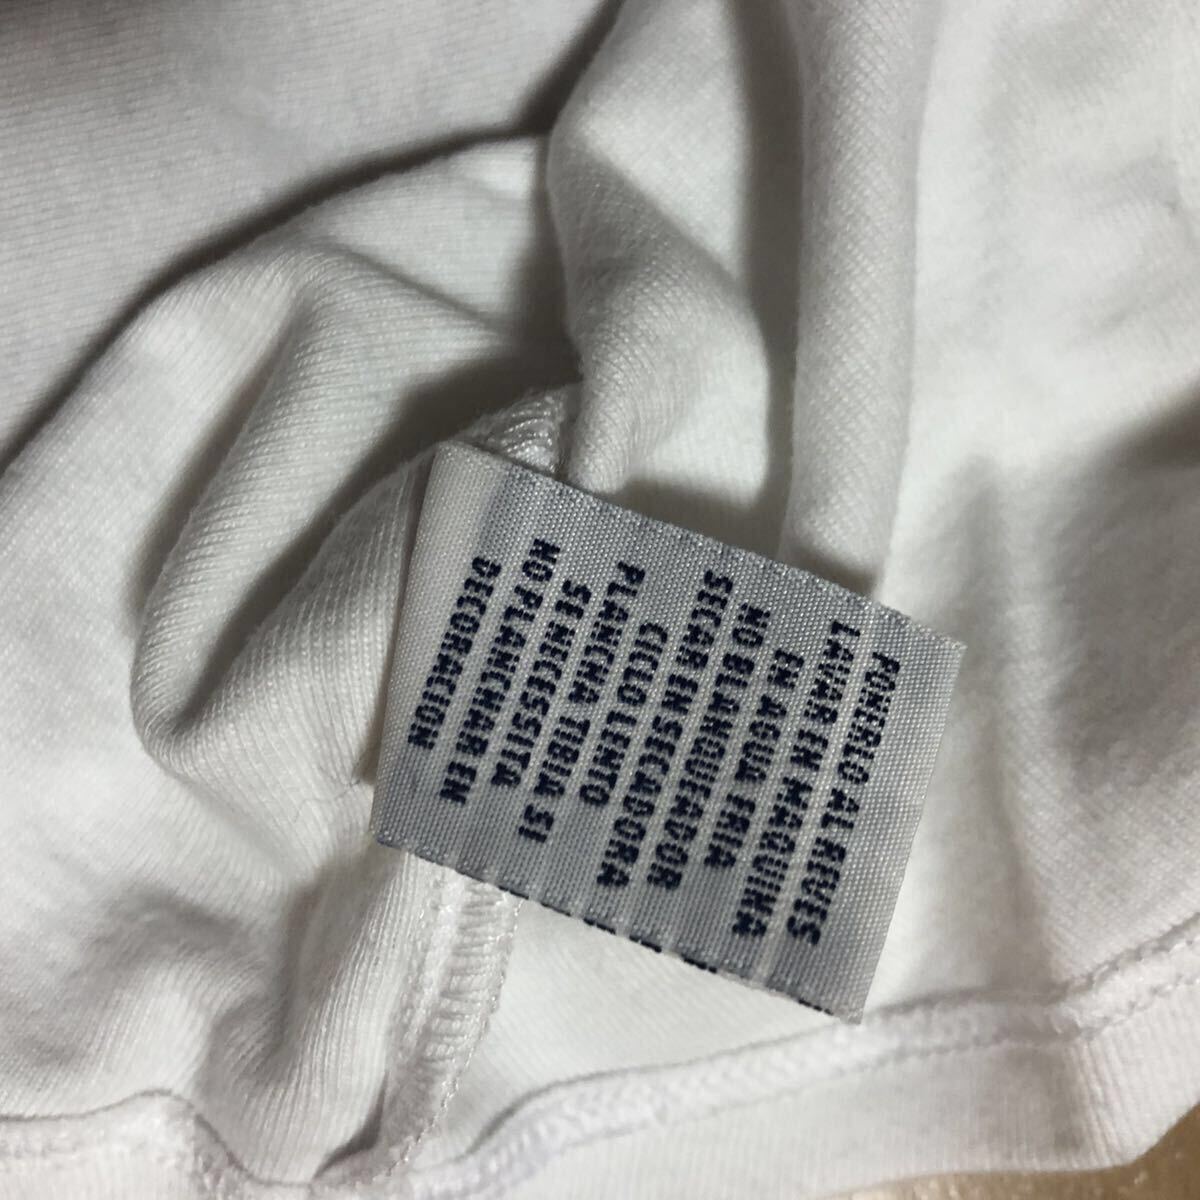 PONERLO AL REVES
LAVAR EN MAQUINA
EN AGUA FRIA
NO BLANQUEADOR
SECAR EN SECADORA
CICLO LENTO
PLANCHA TIBIA SI
SE NECESSITA
NO PLANCHAR EN
DECORACION